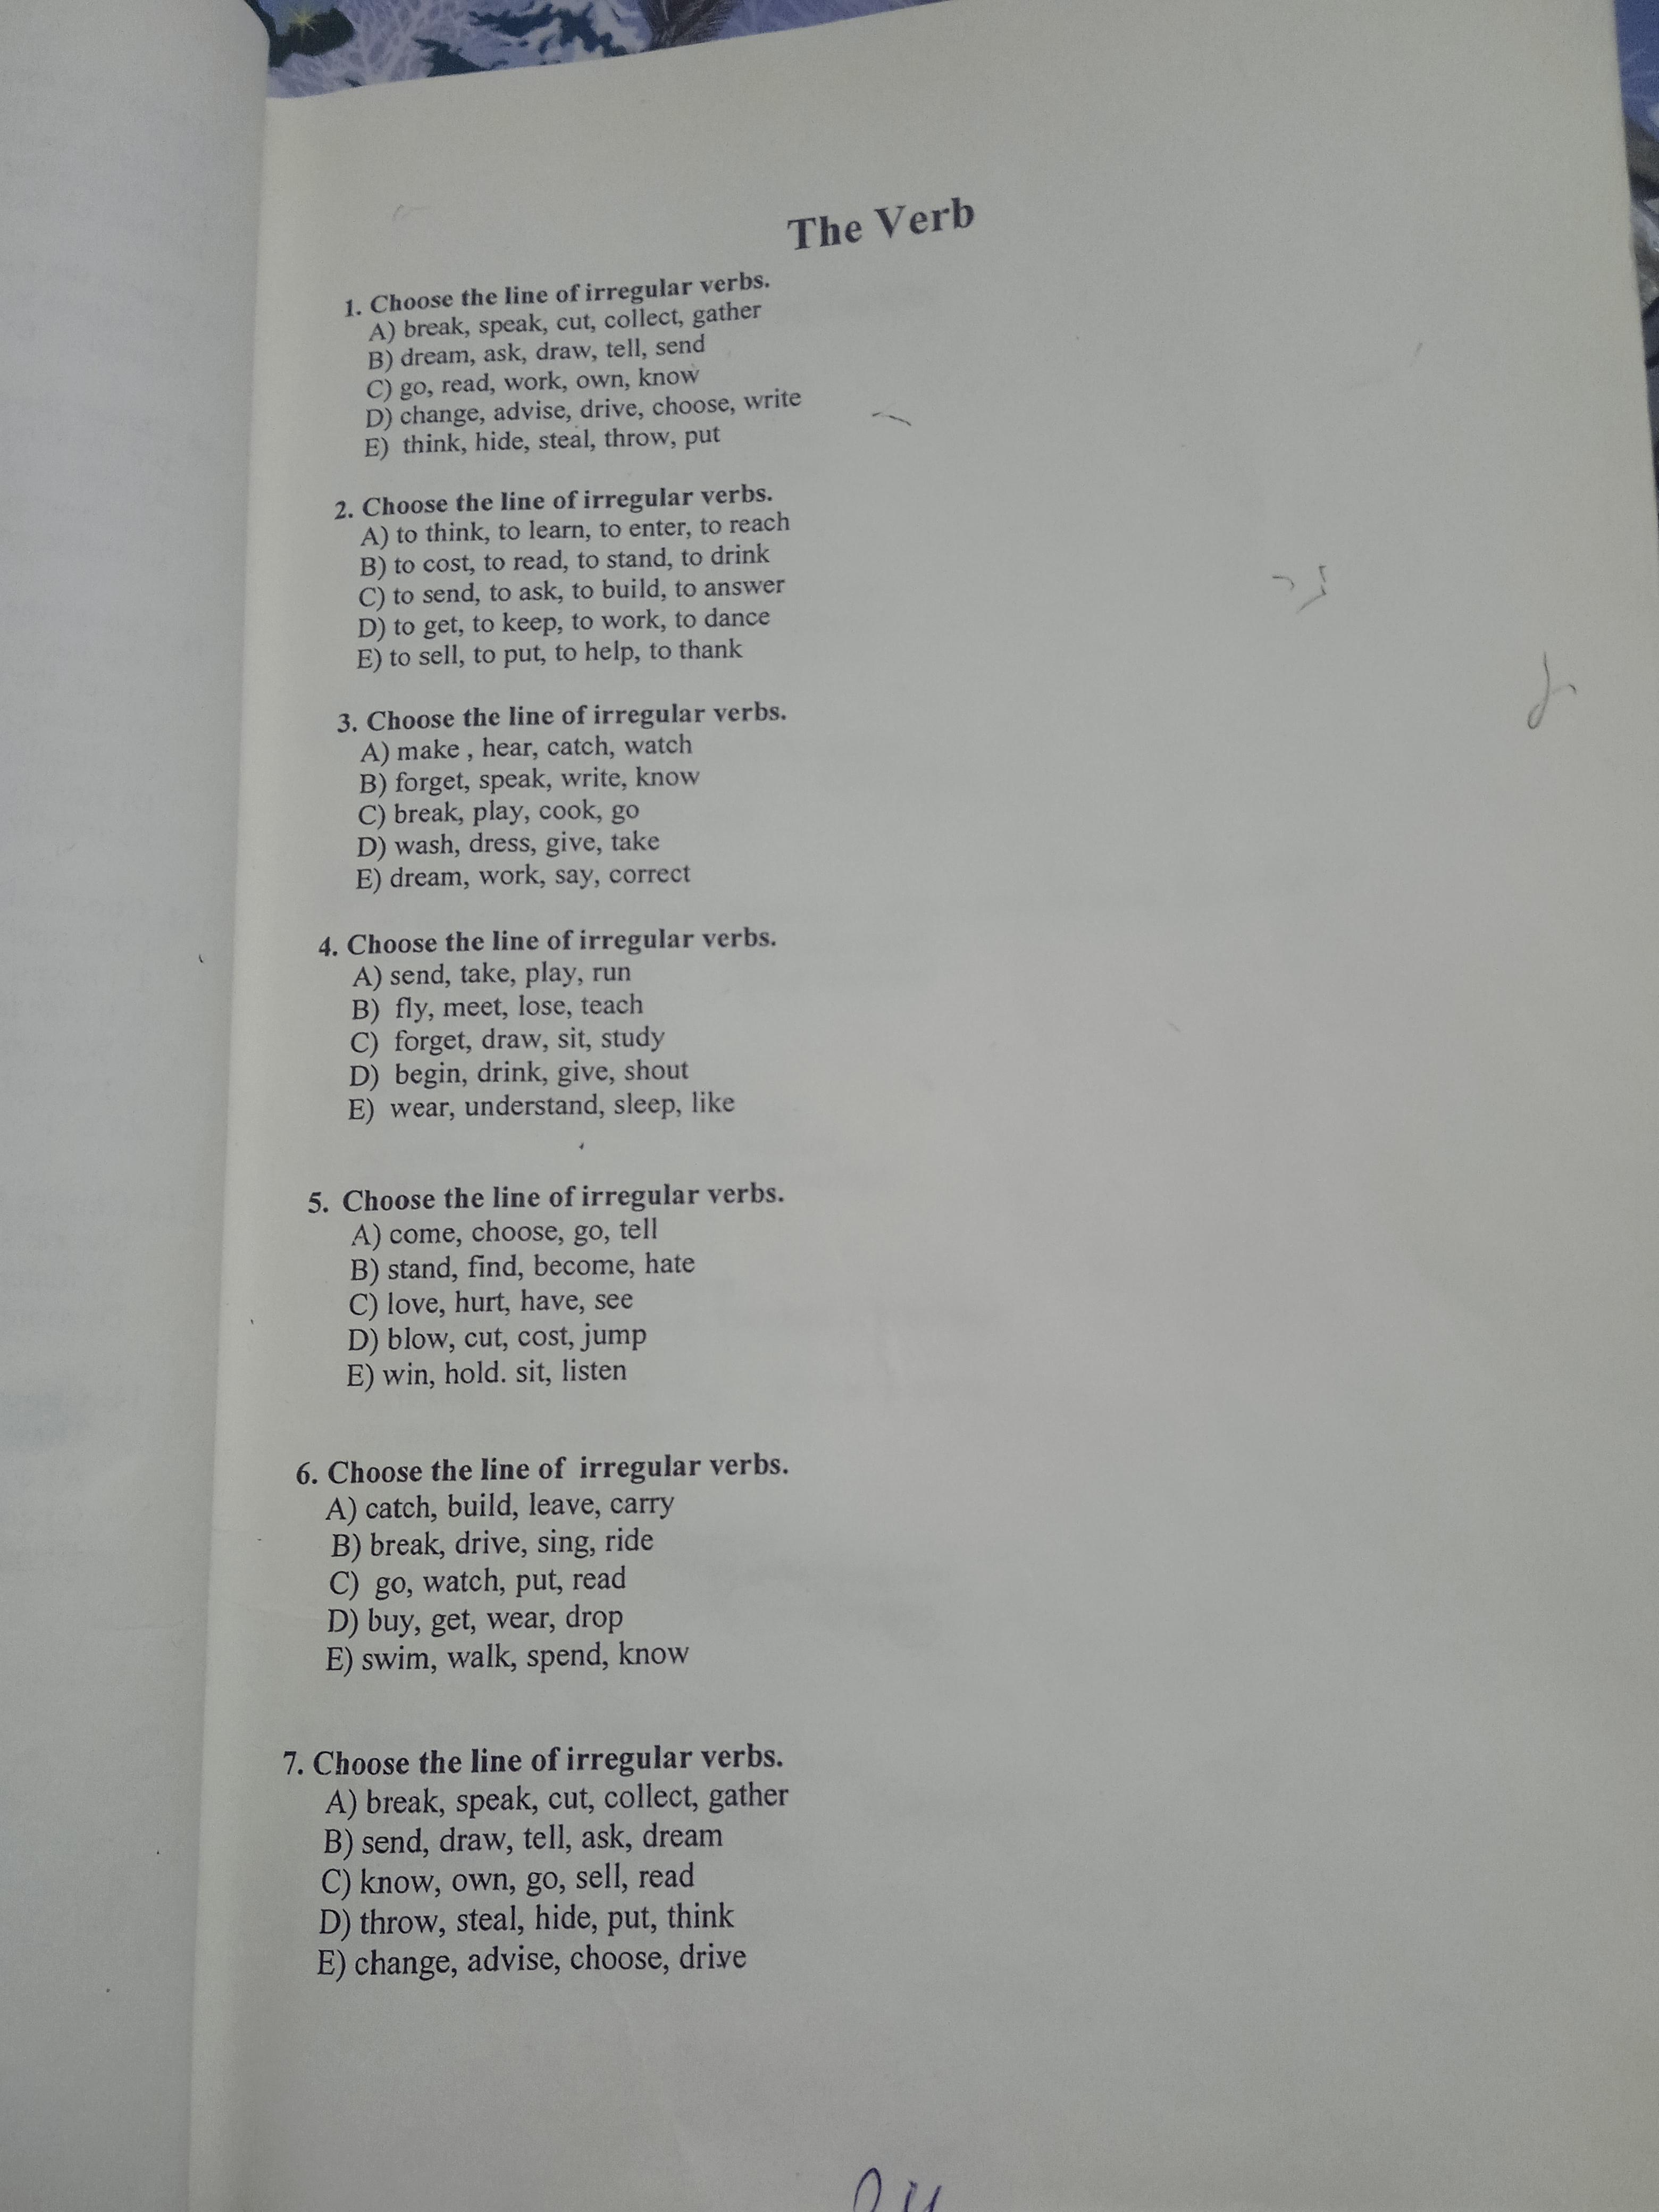 The Verb
1. Choose the line of irregular verbs.
A) break, speak, cut, collect, gather
B) dream, ask, draw, tell, send
C) go, read, work, own, know
D) change, advise, drive, choose, write
E) think, hide, steal, throw, put
2. Choose the line of irregular verbs.
A) to think, to learn, to enter, to reach
B) to cost, to read, to stand, to drink
C) to send, to ask, to build, to answer
D) to get, to keep, to work, to dance
E) to sell, to put, to help, to thank
3. Choose the line of irregular verbs.
A) make , hear, catch, watch
B) forget, speak, write, know
C) break, play, cook, go
D) wash, dress, give, take
E) dream, work, say, correct
4. Choose the line of irregular verbs.
A) send, take, play, run
B) fly, meet, lose, teach
C) forget, draw, sit, study
D) begin, drink, give, shout
E) wear, understand, sleep, like
5. Choose the line of irregular verbs.
A) come, choose, go, tell
B) stand, find, become, hate
C) love, hurt, have, see
D) blow, cut, cost, jump
E) win, hold. sit, listen
6. Choose the line of irregular verbs.
A) catch, build, leave, carry
B) break, drive, sing, ride
C) go, watch, put, read
D) buy, get, wear, drop
E) swim, walk, spend, know
7. Choose the line of irregular verbs.
A) break, speak, cut, collect, gather
B) send, draw, tell, ask, dream
C) know, own, go, sell, read
D) throw, steal, hide, put, think
E) change, advise, choose, drive